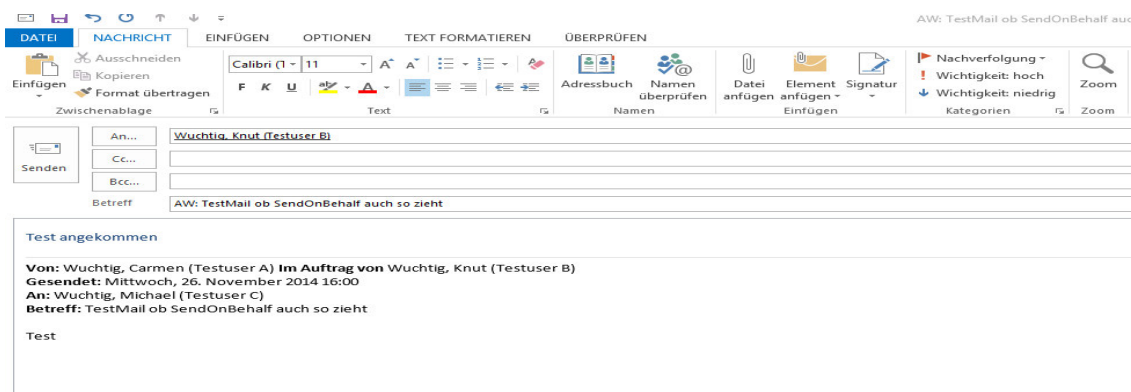 AW: TestMail ob SendOnBehalf auc
DATEI NACHRICHT EINFÜGEN OPTIONEN TEXT FORMATIEREN ÜBERPRÜFEN
Einfügen
Ausschneiden
Kopieren
Format übertragen
Zwischenablage
Calibri (T 11
F K U
Text
Adressbuch
Namen überprüfen
Namen
Datei anfügen
Element anfügen
Signatur
Einfügen
Nachverfolgung
Wichtigkeit: hoch
Wichtigkeit: niedrig
Kategorien
Zoom
Zoom
Senden
An... Wuchtig, Knut (Testuser B)
Cc...
Bcc...
Betreff AW: TestMail ob SendOnBehalf auch so zieht
Test angekommen
Von: Wuchtig, Carmen (Testuser A) Im Auftrag von Wuchtig, Knut (Testuser B)
Gesendet: Mittwoch, 26. November 2014 16:00
An: Wuchtig, Michael (Testuser C)
Betreff: TestMail ob SendOnBehalf auch so zieht
Test